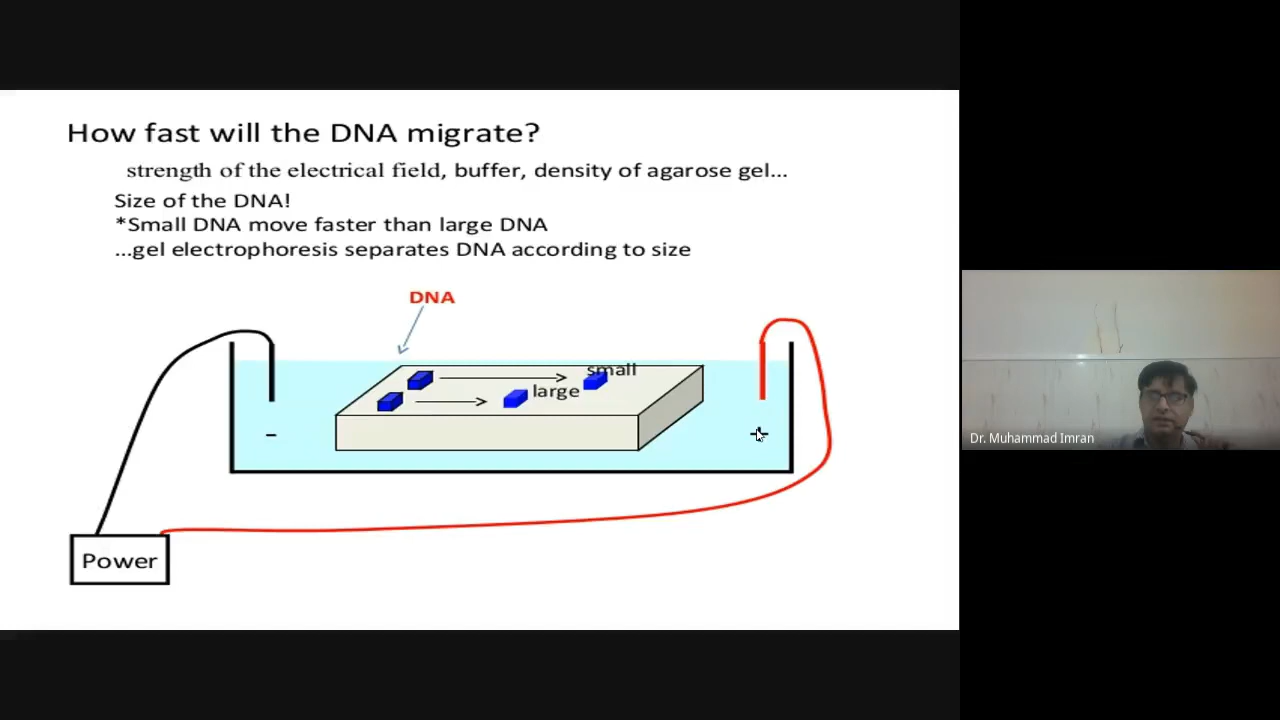 How fast will the DNA migrate?
strength of the electrical field, buffer, density of agarose gel...
Size of the DNA!
*Small DNA move faster than large DNA
...gel electrophoresis separates DNA according to size
DNA
small
large
-
+
Dr. Muhammad Imran
Power